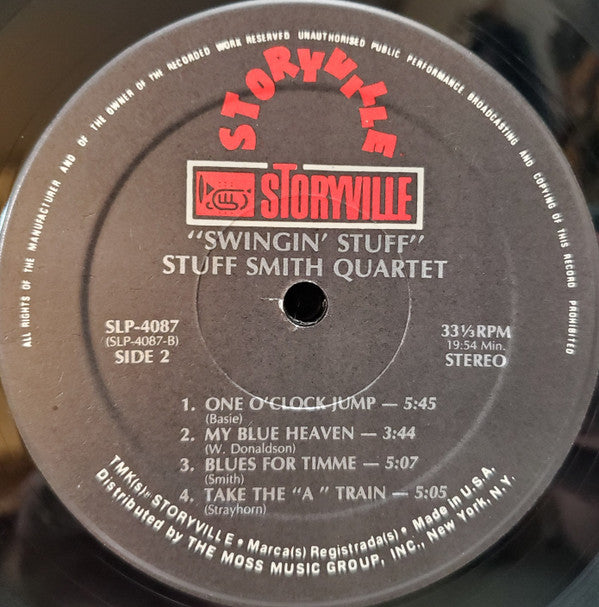 ALL RIGHTS OF THE MANUFACTURER AND OF THE OWNER OF THE RECORDED WORK RESERVED UNAUTHORISED PUBLIC PERFORMANCE BROADCASTING AND COPYING OF THIS RECORD PROHIBITED
STORYVILLE
STORYVILLE
"SWINGIN' STUFF"
STUFF SMITH QUARTET
SLP-4087
(SLP-4087-B)
SIDE 2
33⅓RPM
19:54 Min.
STEREO
1. ONE O'CLOCK JUMP — 5:45
(Basie)
2. MY BLUE HEAVEN — 3:44
(W. Donaldson)
3. BLUES FOR TIMME — 5:07
(Smith)
4. TAKE THE "A" TRAIN — 5:05
(Strayhorn)
TMK(S)® STORYVILLE • Marca(s) Registrada(s) • Made in U.S.A.
Distributed by THE MOSS MUSIC GROUP, INC., New York, N.Y.